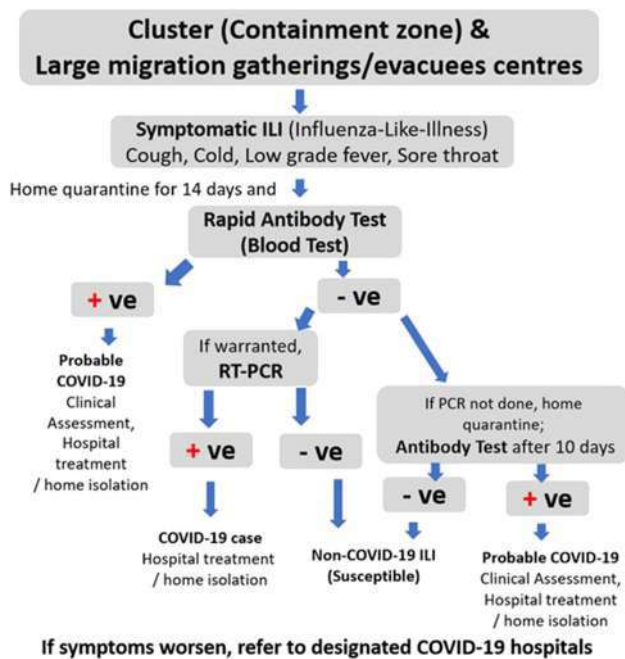 Cluster (Containment zone) &
Large migration gatherings/evacuees centres
Symptomatic ILI (Influenza-Like-Illness)
Cough, Cold, Low grade fever, Sore throat
Home quarantine for 14 days and
Rapid Antibody Test
(Blood Test)
+ ve
- ve
Probable
COVID-19
Clinical
Assessment,
Hospital
treatment
/ home isolation
If warranted,
RT-PCR
If PCR not done, home
quarantine;
Antibody Test after 10 days
+ ve
- ve
- ve
+ ve
COVID-19 case
Hospital treatment
/ home isolation
Non-COVID-19 ILI
(Susceptible)
Probable COVID-19
Clinical Assessment,
Hospital treatment
/ home isolation
If symptoms worsen, refer to designated COVID-19 hospitals